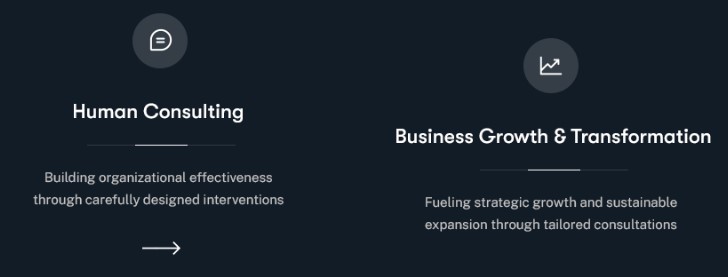 Human Consulting
Building organizational effectiveness
through carefully designed interventions
Business Growth & Transformation
Fueling strategic growth and sustainable
expansion through tailored consultations